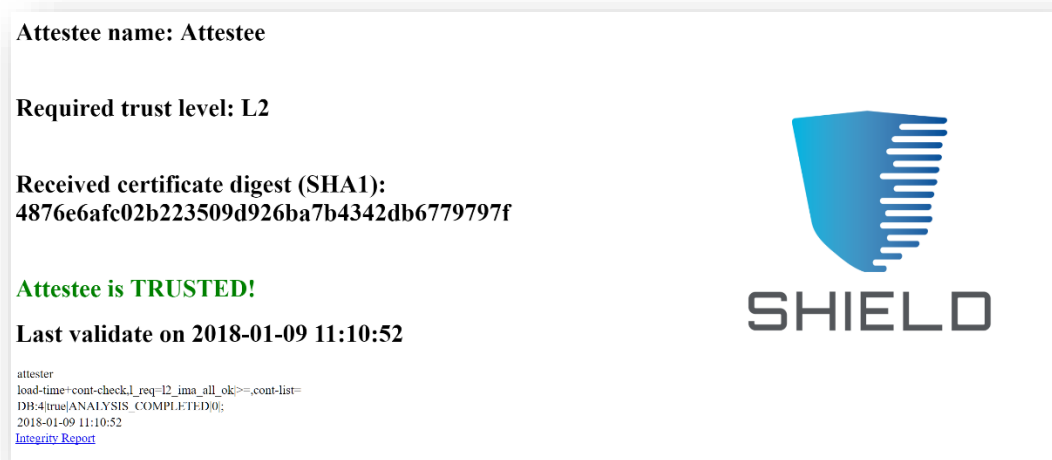 Attestee name: Attestee
Required trust level: L2
Received certificate digest (SHA1):
4876e6afc02b223509d926ba7b4342db6779797f
Attestee is TRUSTED!
Last validate on 2018-01-09 11:10:52
attester
load-time+cont-check,l_req=l2_ima_all_ok|>=,cont-list=
DB:4|true|ANALYSIS_COMPLETED|0|;
2018-01-09 11:10:52
Integrity Report
SHIELD